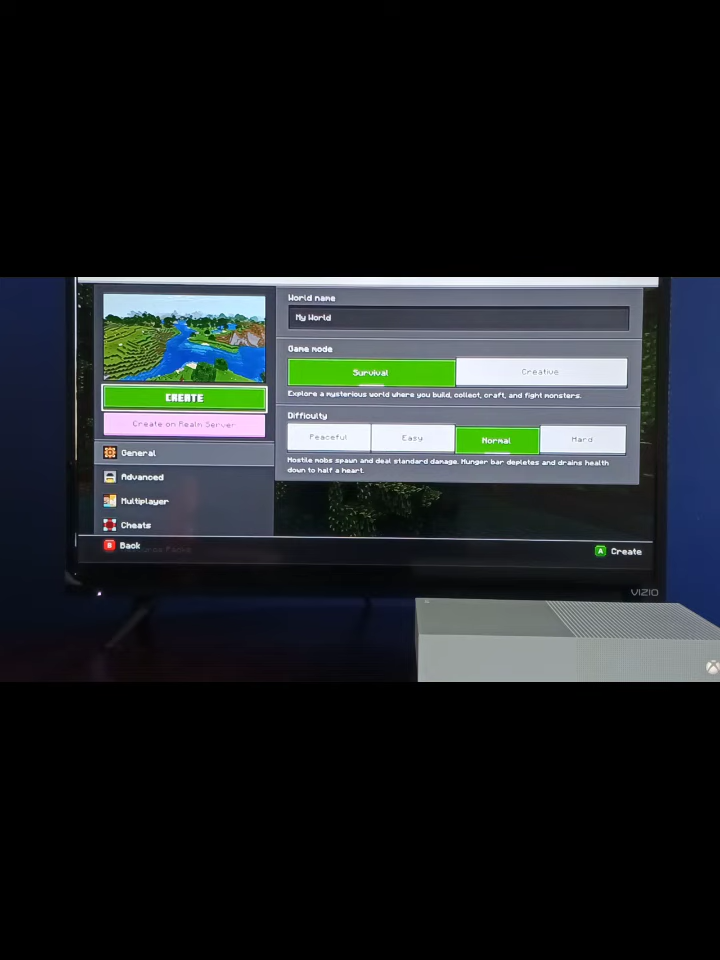 World name
My World
Game mode
Survival
Creative
Explore a mysterious world where you build, collect, craft, and fight monsters.
Difficulty
Peaceful
Easy
Normal
Hard
Hostile mobs spawn and deal standard damage. Hunger bar depletes and drains health
down to half a heart.
CREATE
Create on Realm Server
General
Advanced
Multiplayer
Cheats
B Back
A Create
VIZIO